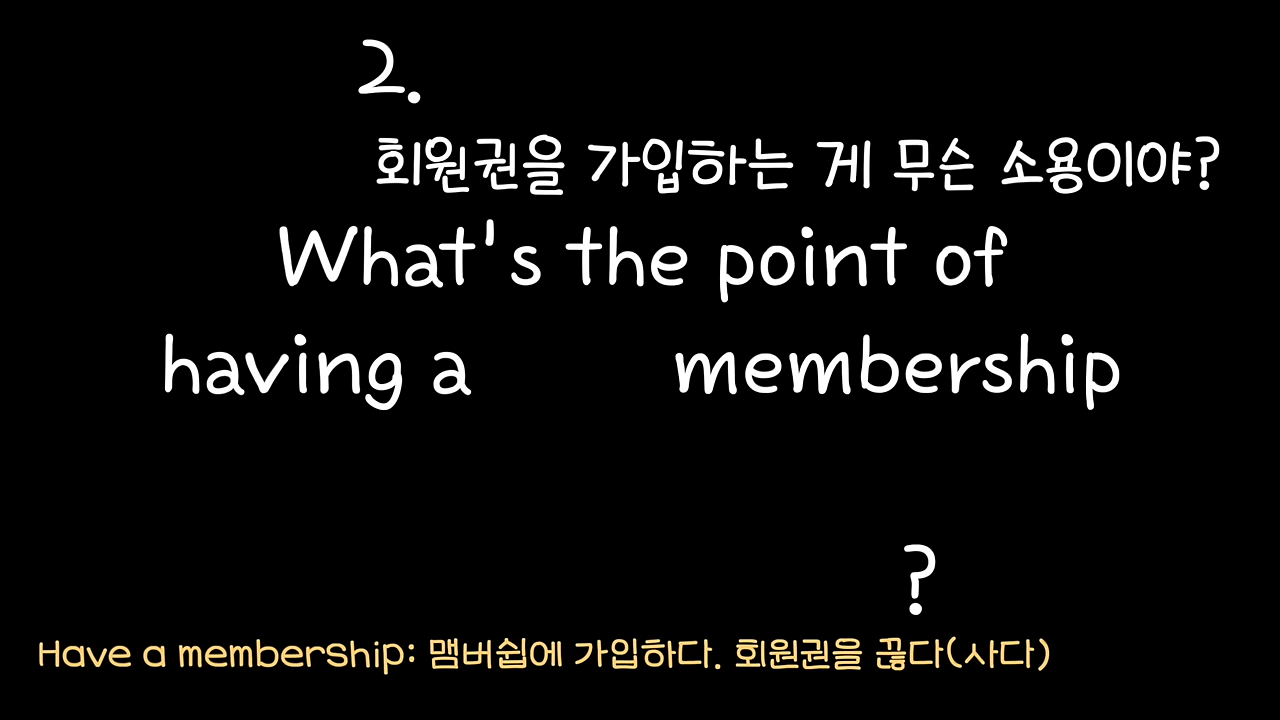 2.
회원권을 가입하는 게 무슨 소용이야?
What's the point of
having a membership
?
Have a membership: 맴버쉽에 가입하다. 회원권을 끊다(사다)